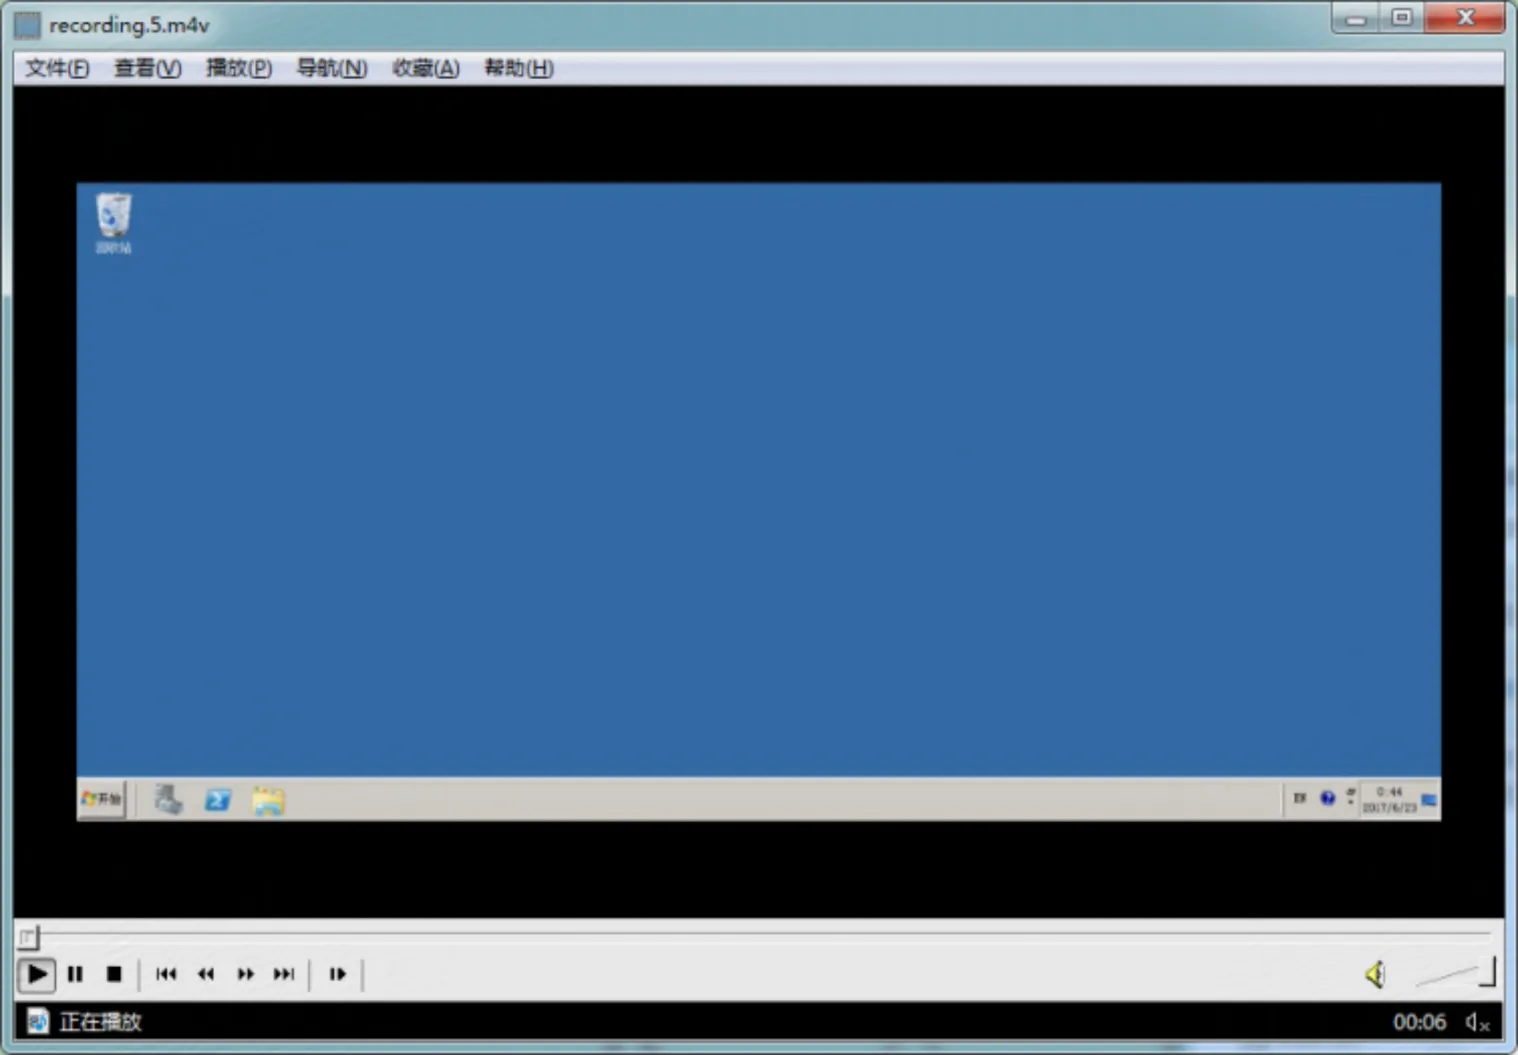 recording.5.m4v
文件(F) 查看(V) 播放(P) 导航(N) 收藏(A) 帮助(H)
回收站
开始
0:44
2017/6/23
正在播放
00:06